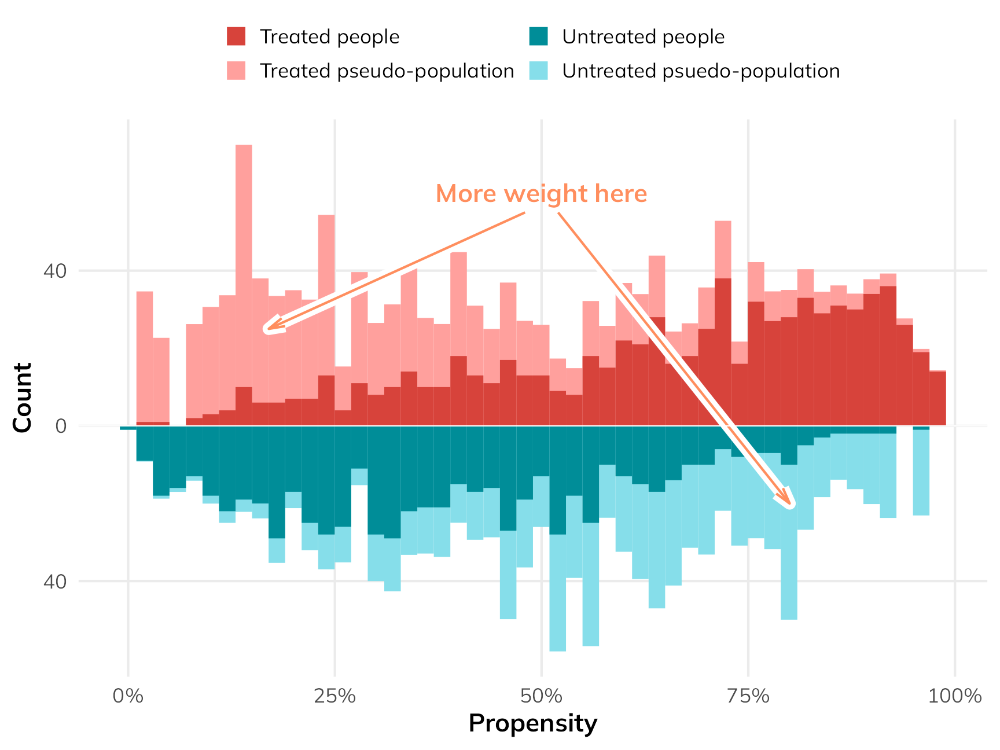 Treated people
Untreated people
Treated pseudo-population
Untreated psuedo-population
More weight here
40
0
40
Count
0%
25%
50%
75%
100%
Propensity